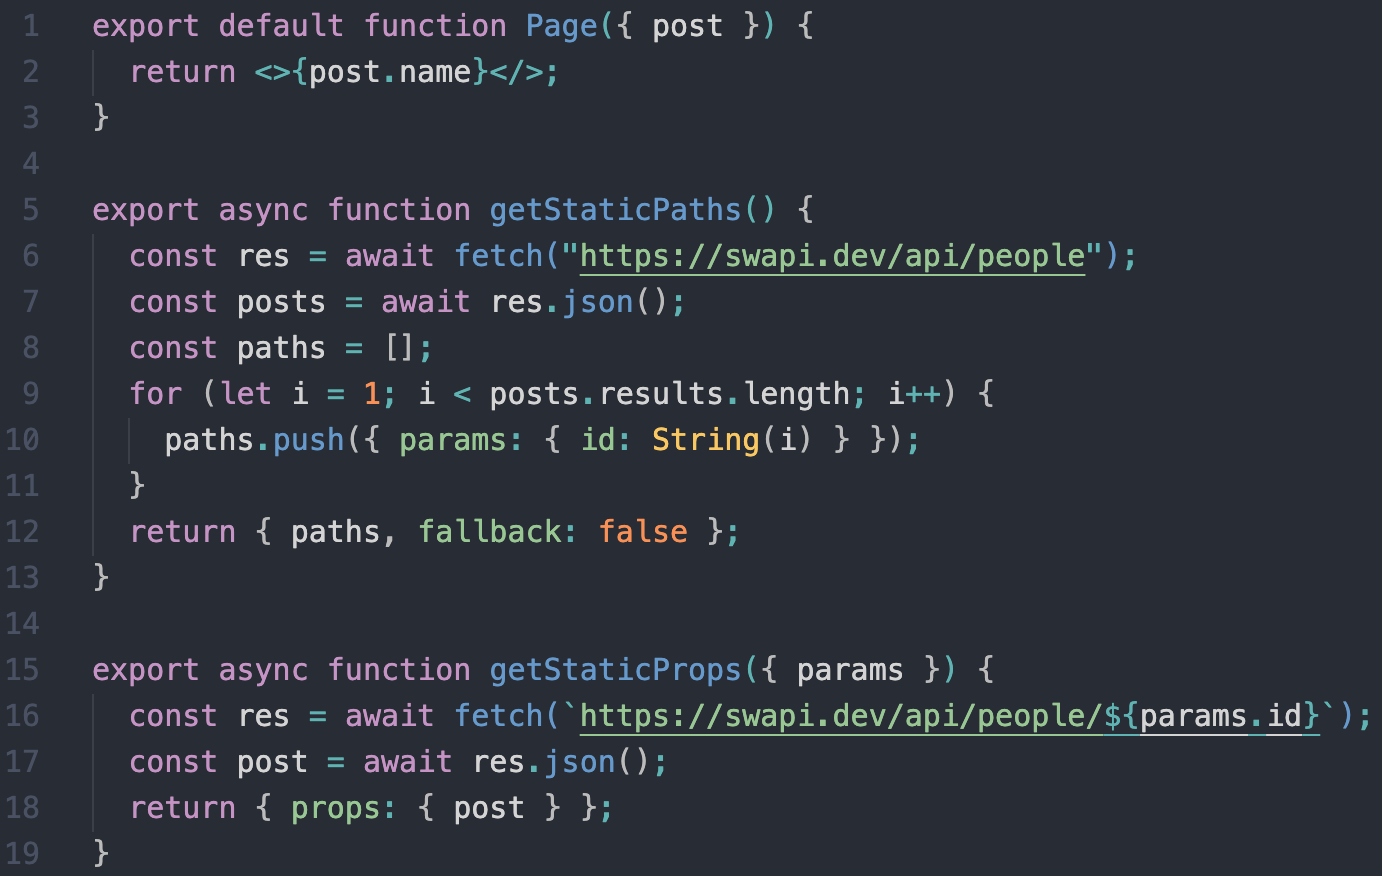 1 export default function Page({ post }) {
2   return <>{post.name}</>;
3 }
4
5 export async function getStaticPaths() {
6   const res = await fetch("https://swapi.dev/api/people");
7   const posts = await res.json();
8   const paths = [];
9   for (let i = 1; i < posts.results.length; i++) {
10     paths.push({ params: { id: String(i) } });
11   }
12   return { paths, fallback: false };
13 }
14
15 export async function getStaticProps({ params }) {
16   const res = await fetch(`https://swapi.dev/api/people/${params.id}`);
17   const post = await res.json();
18   return { props: { post } };
19 }